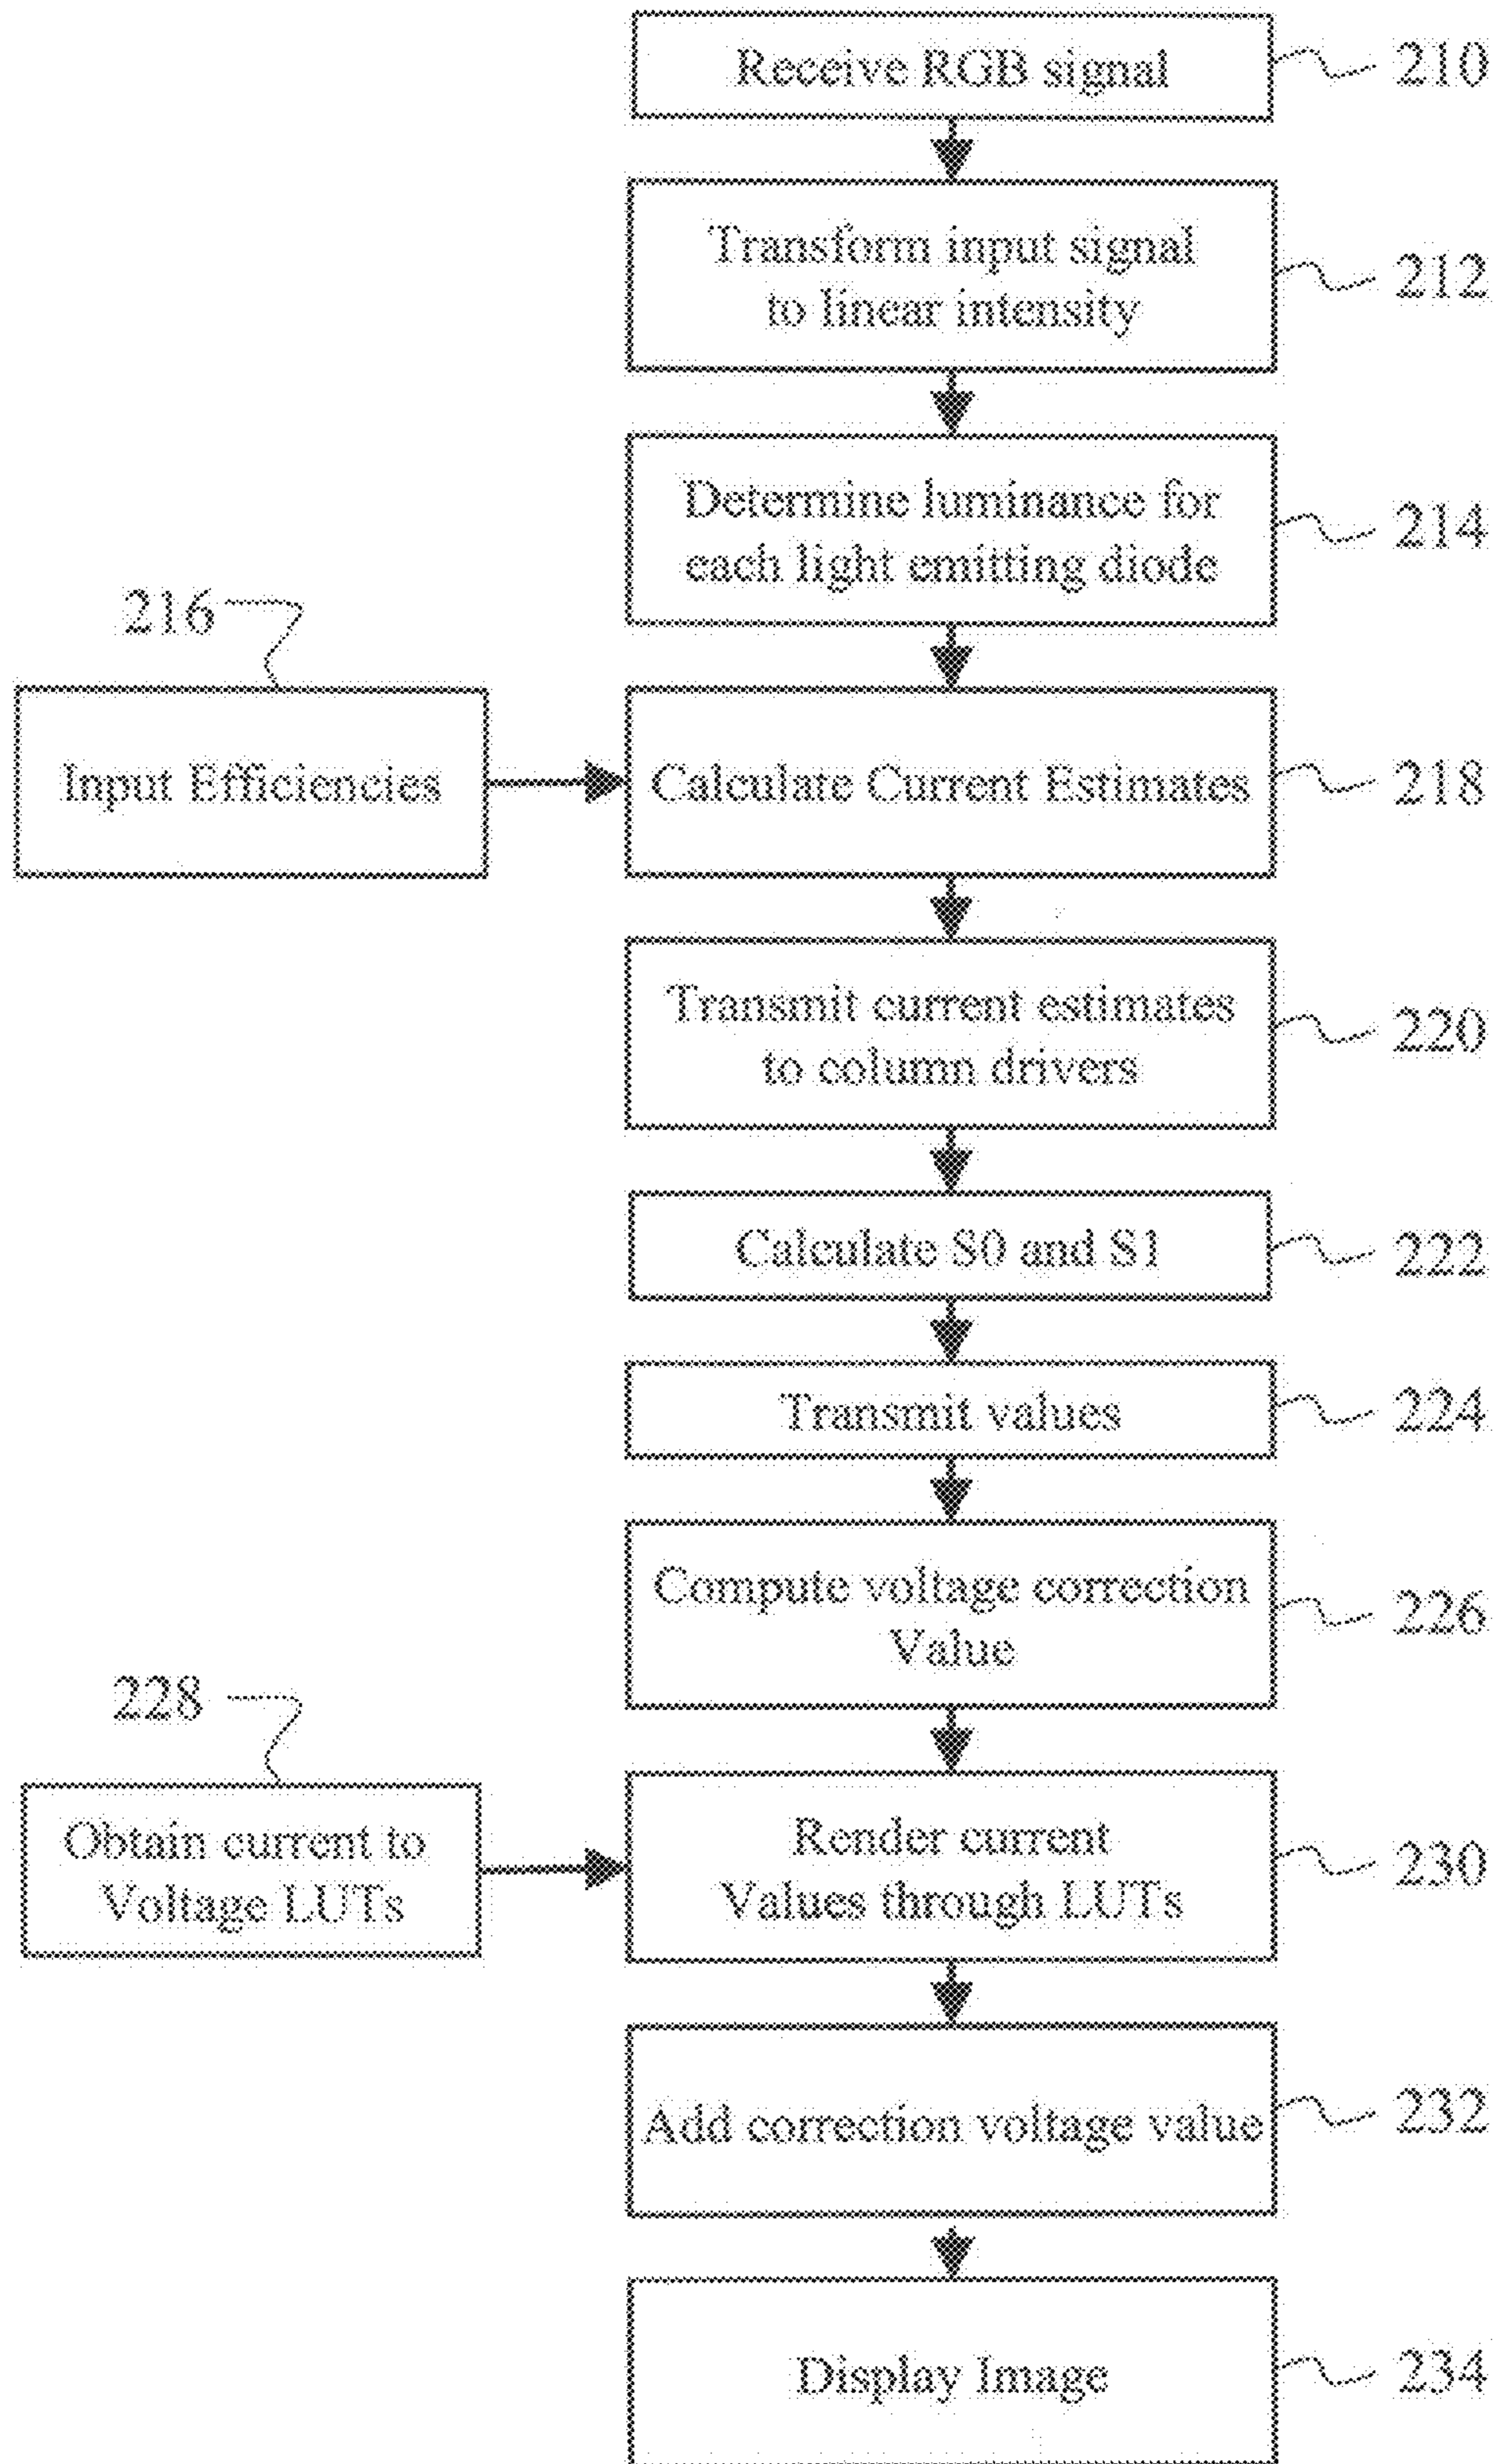 Receive RGB signal
210
Transform input signal
to linear intensity
212
Determine luminance for
each light emitting diode
214
216
Input Efficiencies
Calculate Current Estimates
218
Transmit current estimates
to column drivers
220
Calculate S0 and S1
222
Transmit values
224
Compute voltage correction
Value
226
228
Obtain current to
Voltage LUTs
Render current
Values through LUTs
230
Add correction voltage value
232
Display Image
234